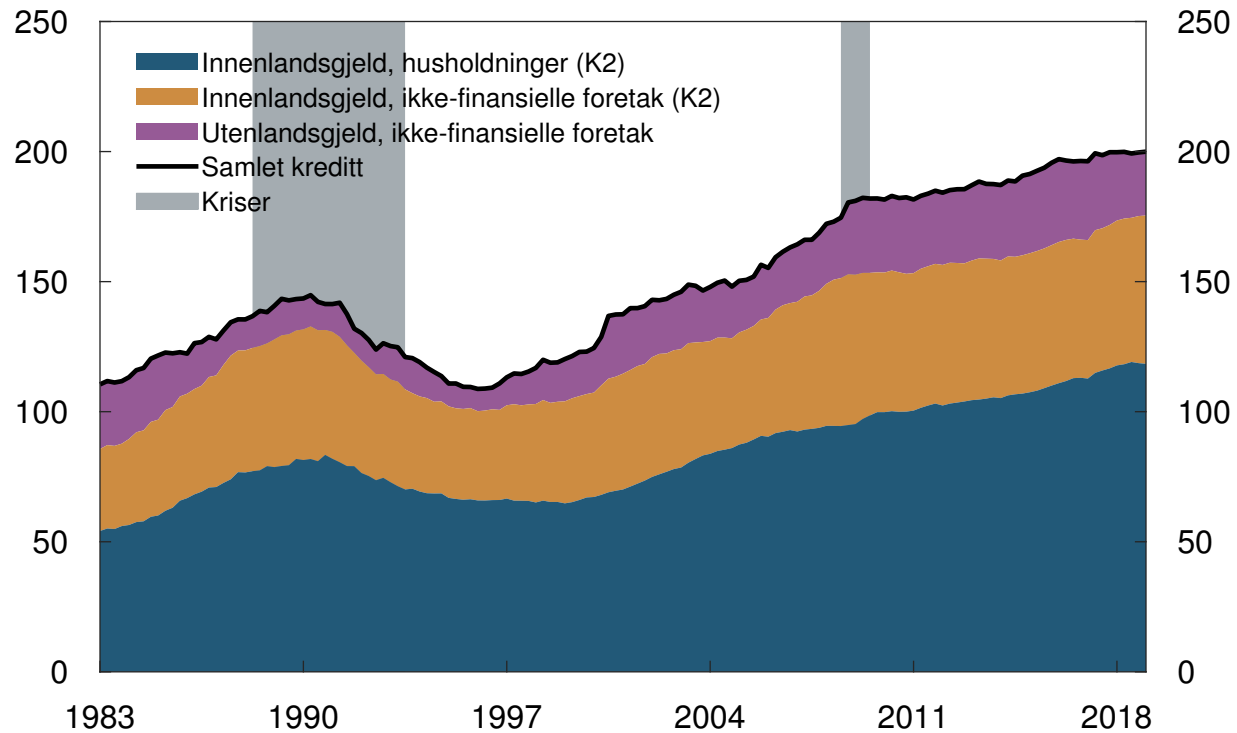 250 250
Innenlandsgjeld, husholdninger (K2)
Innenlandsgjeld, ikke-finansielle foretak (K2)
Utenlandsgjeld, ikke-finansielle foretak
200 200
Samlet kreditt
Kriser
150 150
100 100
50 50
0 0
1983 1990 1997 2004 2011 2018